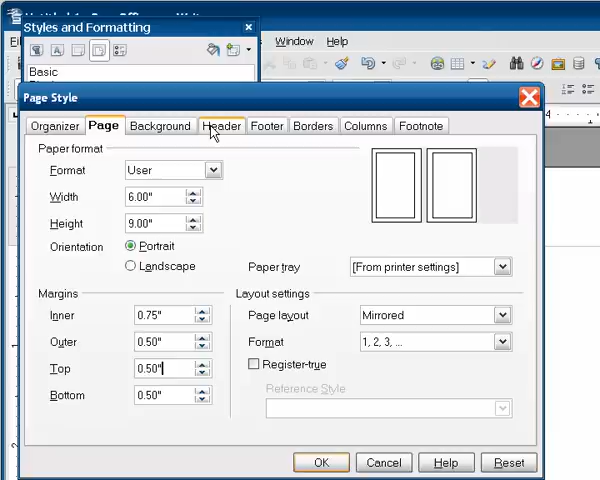 Styles and Formatting
Window Help
Basic
Page Style
Organizer Page Background Header Footer Borders Columns Footnote
Paper format
Format User
Width 6.00"
Height 9.00"
Orientation Portrait
Landscape
Paper tray [From printer settings]
Margins
Layout settings
Inner 0.75"
Page layout Mirrored
Outer 0.50"
Format 1, 2, 3, ...
Top 0.50"
Register-true
Bottom 0.50"
Reference Style
OK Cancel Help Reset